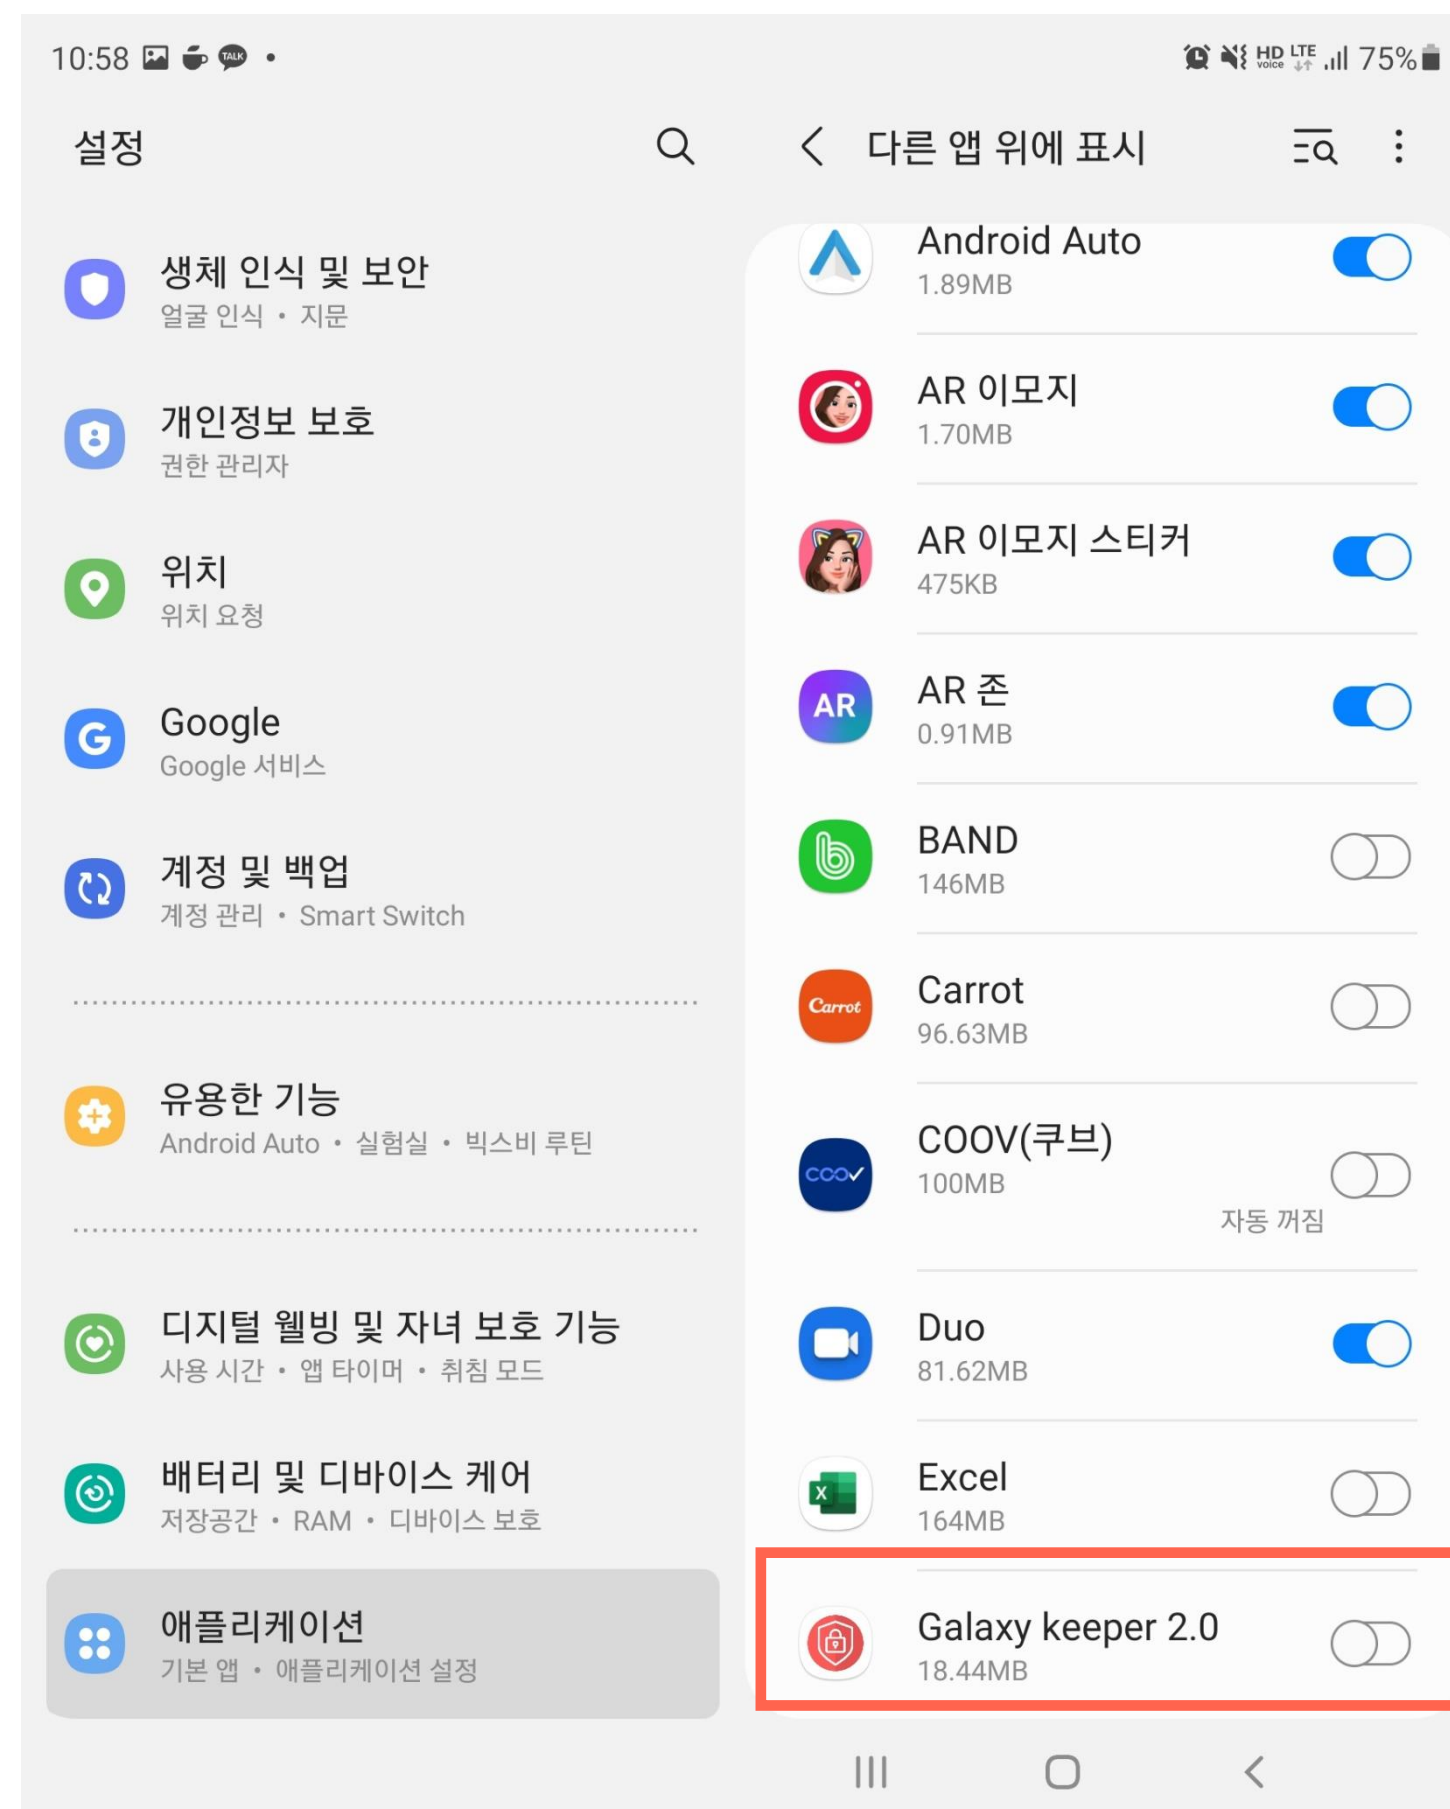 10:58 TALK
HD voice LTE 75%
설정
생체 인식 및 보안
얼굴 인식 • 지문
개인정보 보호
권한 관리자
위치
위치 요청
Google
Google 서비스
계정 및 백업
계정 관리 • Smart Switch
유용한 기능
Android Auto • 실험실 • 빅스비 루틴
디지털 웰빙 및 자녀 보호 기능
사용 시간 • 앱 타이머 • 취침 모드
배터리 및 디바이스 케어
저장공간 • RAM • 디바이스 보호
애플리케이션
기본 앱 • 애플리케이션 설정
다른 앱 위에 표시
Android Auto
1.89MB
AR 이모지
1.70MB
AR 이모지 스티커
475KB
AR
AR 존
0.91MB
BAND
146MB
Carrot
Carrot
96.63MB
COOV
COOV(쿠브)
100MB
자동 꺼짐
Duo
81.62MB
Excel
164MB
Galaxy keeper 2.0
18.44MB